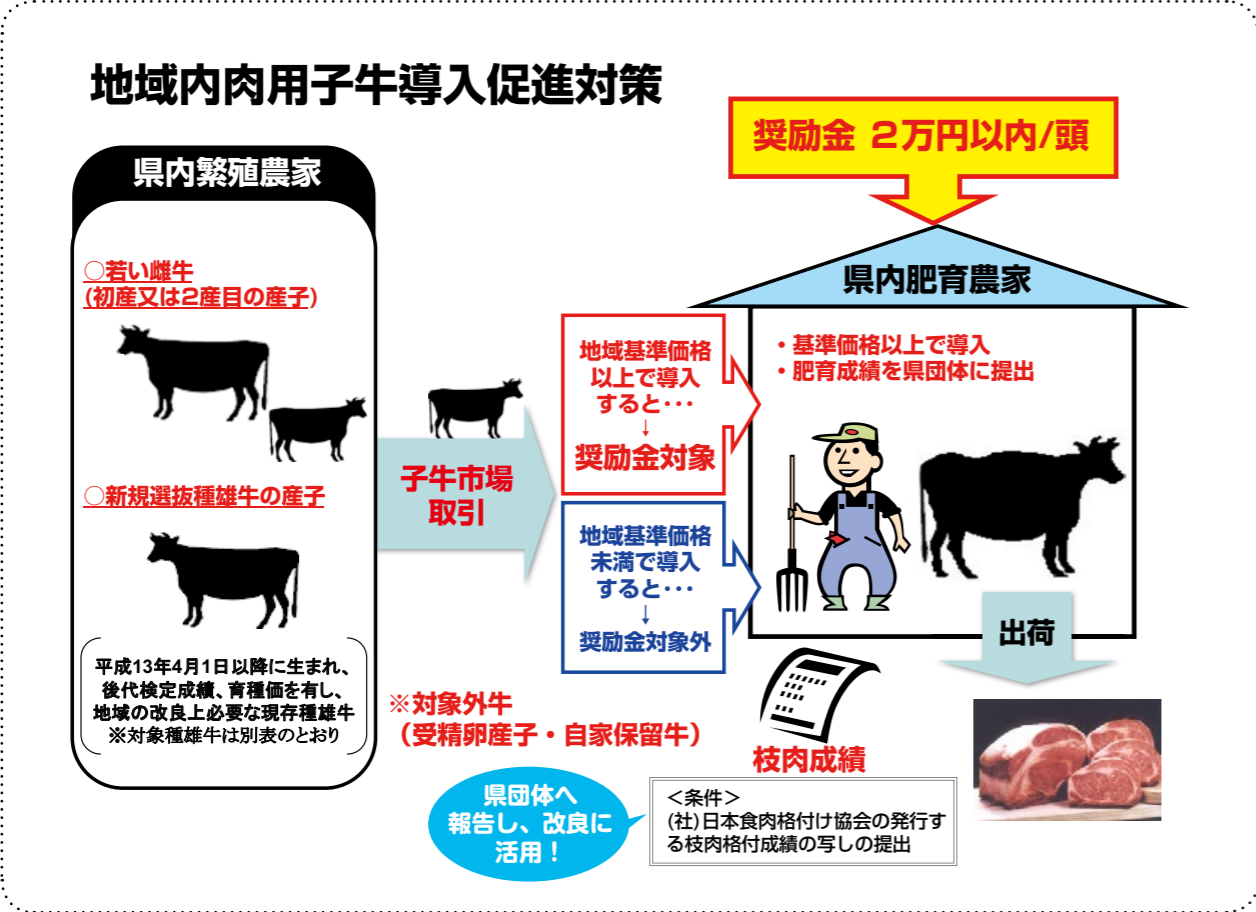 地域内肉用子牛導入促進対策
奨励金 2万円以内/頭
県内繁殖農家
○若い雌牛
(初産又は2産目の産子)
○新規選抜種雄牛の産子
平成13年4月1日以降に生まれ、
後代検定成績、育種価を有し、
地域の改良上必要な現存種雄牛
※対象種雄牛は別表のとおり
子牛市場
取引
地域基準価格
以上で導入
すると･･･
↓
奨励金対象
地域基準価格
未満で導入
すると･･･
↓
奨励金対象外
※対象外牛
(受精卵産子・自家保留牛)
県内肥育農家
・基準価格以上で導入
・肥育成績を県団体に提出
出荷
枝肉成績
＜条件＞
(社)日本食肉格付け協会の発行す
る枝肉格付成績の写しの提出
県団体へ
報告し、改良に
活用！